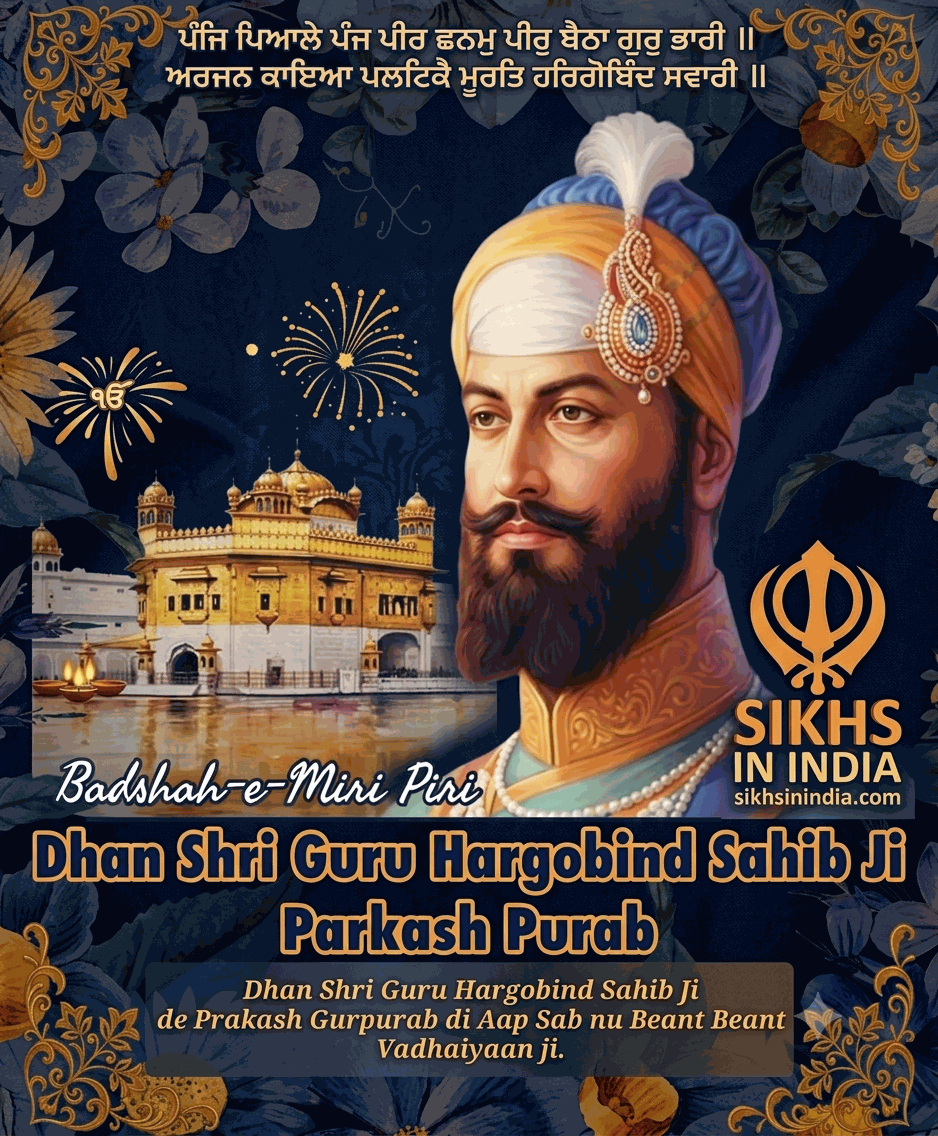 ਪੰਜਿ ਪਿਆਲੇ ਪੰਜ ਪੀਰ ਛਨਮੁ ਪੀਰੁ ਬੈਠਾ ਗੁਰੁ ਭਾਰੀ ॥
ਅਰਜਨ ਕਾਇਆ ਪਲਟਿਕੈ ਮੂਰਤਿ ਹਰਿਗੋਬਿੰਦ ਸਵਾਰੀ ॥
ੴ
SIKHS
IN INDIA
sikhsinindia.com
Badshah-e-Miri Piri
Dhan Shri Guru Hargobind Sahib Ji
Parkash Purab
Dhan Shri Guru Hargobind Sahib Ji
de Prakash Gurpurab di Aap Sab nu Beant Beant
Vadhaiyaan ji.